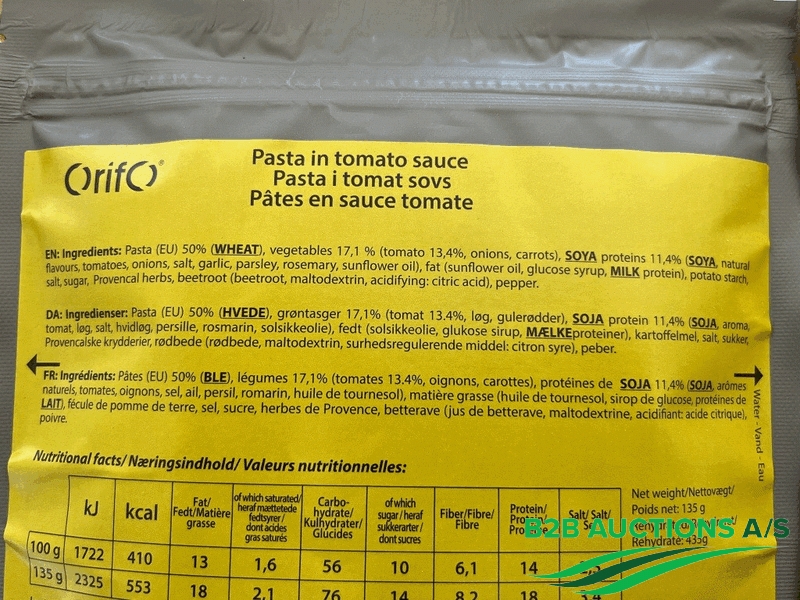 OrifO®
Pasta in tomato sauce
Pasta i tomat sovs
Pâtes en sauce tomate
EN: Ingredients: Pasta (EU) 50% (WHEAT), vegetables 17,1 % (tomato 13,4%, onions, carrots), SOYA proteins 11,4% (SOYA, natural
flavours, tomatoes, onions, salt, garlic, parsley, rosemary, sunflower oil), fat (sunflower oil, glucose syrup, MILK protein), potato starch,
salt, sugar, Provencal herbs, beetroot (beetroot, maltodextrin, acidifying: citric acid), pepper.
DA: Ingredienser: Pasta (EU) 50% (HVEDE), grøntasger 17,1% (tomat 13.4%, løg, gulerødder), SOJA protein 11,4% (SOJA, aroma,
tomat, løg, salt, hvidløg, persille, rosmarin, solsikkeolie), fedt (solsikkeolie, glukose sirup, MÆLKEproteiner), kartoffelmel, salt, sukker,
Provencalske krydderier, rødbede (rødbede, maltodextrin, surhedsregulerende middel: citron syre), peber.
FR: Ingrédients: Pâtes (EU) 50% (BLE), légumes 17,1% (tomates 13.4%, oignons, carottes), protéines de SOJA 11,4% (SOJA, arômes
naturels, tomates, oignons, sel, ail, persil, romarin, huile de tournesol), matière grasse (huile de tournesol, sirop de glucose, protéines de
LAIT), fécule de pomme de terre, sel, sucre, herbes de Provence, betterave (jus de betterave, maltodextrine, acidifiant: acide citrique),
poivre.
Water - Vand - Eau
Nutritional facts/ Næringsindhold/ Valeurs nutritionnelles:
kJ kcal Fat/ Fedt/Matière grasse of which saturated/ heraf mættetede fedtsyrer/ dont acides gras saturés Carbo-hydrate/ Kulhydrater/ Glucides of which sugar/ heraf sukkerarter/ dont sucres Fiber/Fibre/ Fibre Protein/ Salt/ Salt/
Net weight/Nettovægt/
Poids net: 135 g
Rehydrate: 435g
100 g 1722 410 13 1,6 56 10 6,1 14
135 g 2325 553 18 2,1 76 14 8,2 18 3,4
B2B AUCTIONS A/S